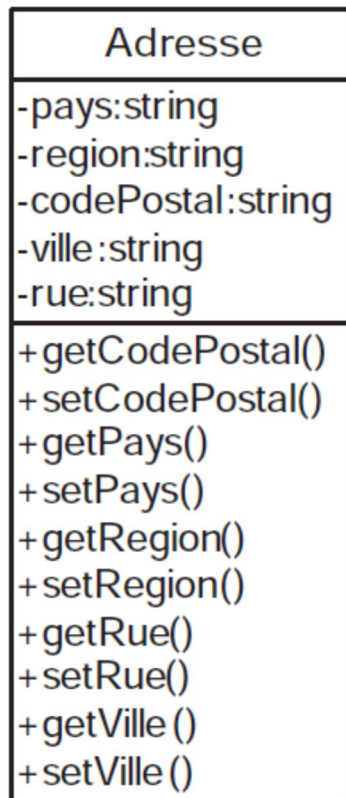 Adresse
-pays:string
-region:string
-codePostal:string
-ville:string
-rue:string
+getCodePostal()
+setCodePostal()
+getPays()
+setPays()
+getRegion()
+setRegion()
+getRue()
+setRue()
+getVille()
+setVille()